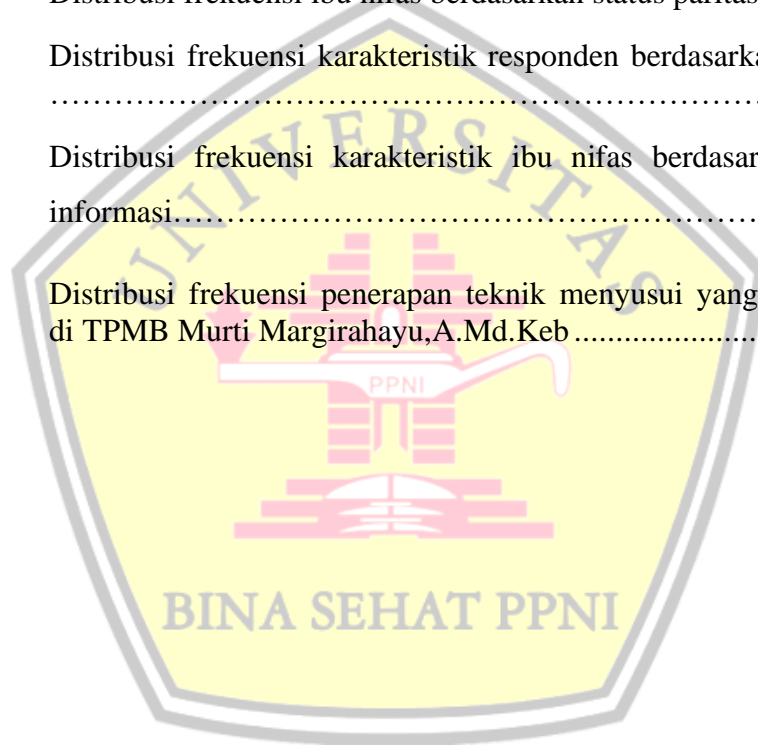 Distribusi frekuensi ibu nifas berdasarkan status paritas
Distribusi frekuensi karakteristik responden berdasarka
……………………………………………………………
Distribusi frekuensi karakteristik ibu nifas berdasar
informasi…………………………………………………
Distribusi frekuensi penerapan teknik menyusui yang
di TPMB Murti Margirahayu,A.Md.Keb ......................
UNIVERSITAS
PPNI
BINA SEHAT PPNI